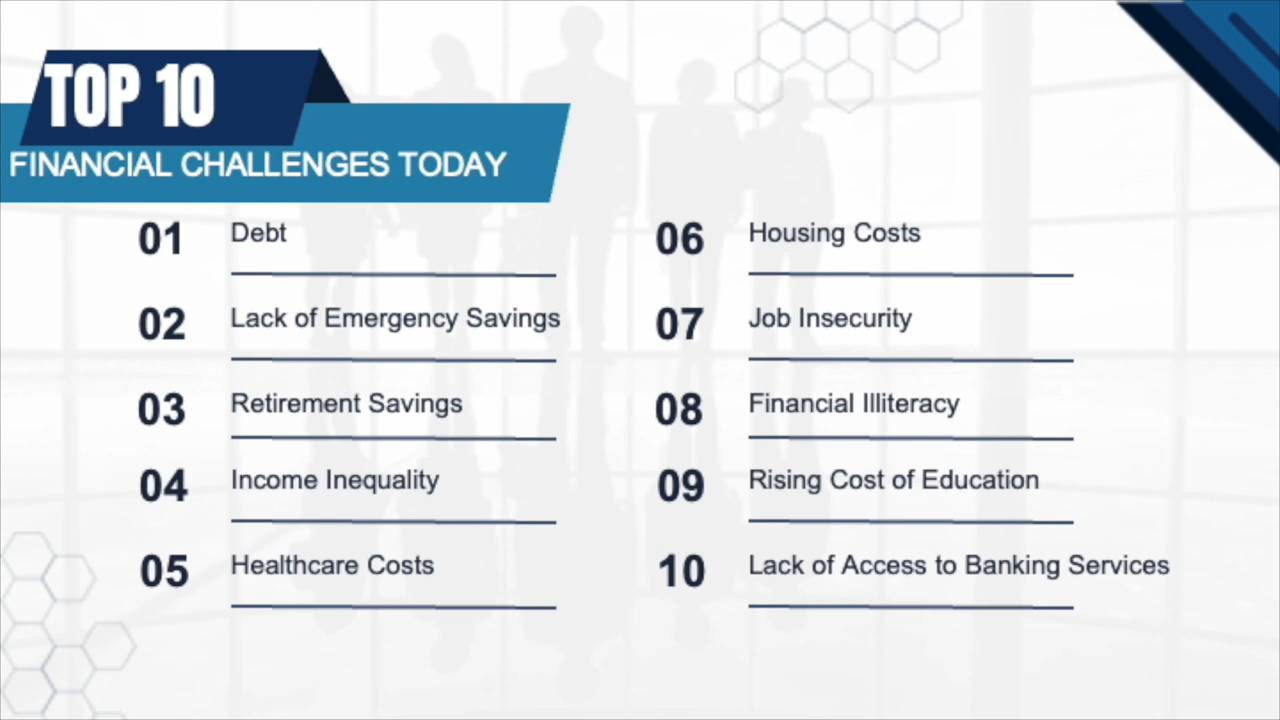 TOP 10
FINANCIAL CHALLENGES TODAY
01 Debt
02 Lack of Emergency Savings
03 Retirement Savings
04 Income Inequality
05 Healthcare Costs
06 Housing Costs
07 Job Insecurity
08 Financial Illiteracy
09 Rising Cost of Education
10 Lack of Access to Banking Services